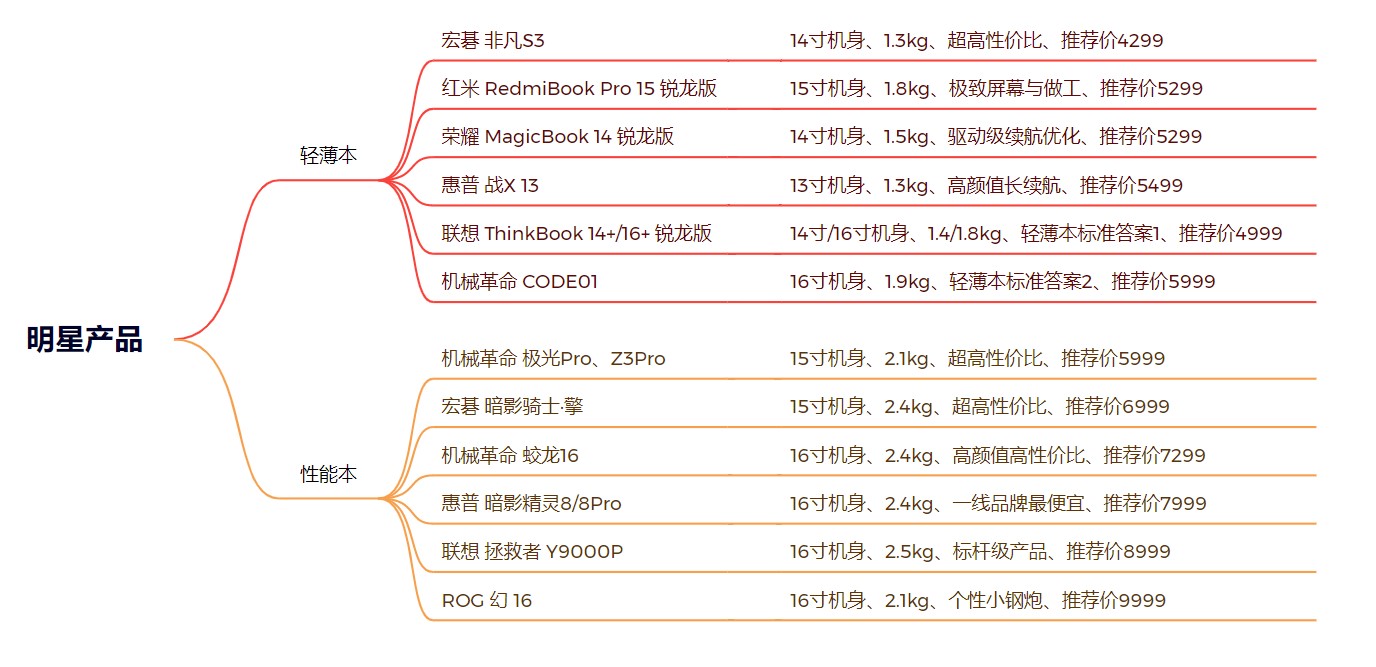 宏碁 非凡S3 14寸机身、1.3kg、超高性价比、推荐价4299
红米 RedmiBook Pro 15 锐龙版 15寸机身、1.8kg、极致屏幕与做工、推荐价5299
荣耀 MagicBook 14 锐龙版 14寸机身、1.5kg、驱动级续航优化、推荐价5299
轻薄本
惠普 战X 13 13寸机身、1.3kg、高颜值长续航、推荐价5499
联想 ThinkBook 14+/16+ 锐龙版 14寸/16寸机身、1.4/1.8kg、轻薄本标准答案1、推荐价4999
机械革命 CODE01 16寸机身、1.9kg、轻薄本标准答案2、推荐价5999
明星产品
机械革命 极光Pro、Z3Pro 15寸机身、2.1kg、超高性价比、推荐价5999
宏碁 暗影骑士·擎 15寸机身、2.4kg、超高性价比、推荐价6999
机械革命 蛟龙16 16寸机身、2.4kg、高颜值高性价比、推荐价7299
性能本
惠普 暗影精灵8/8Pro 16寸机身、2.4kg、一线品牌最便宜、推荐价7999
联想 拯救者 Y9000P 16寸机身、2.5kg、标杆级产品、推荐价8999
ROG 幻 16 16寸机身、2.1kg、个性小钢炮、推荐价9999